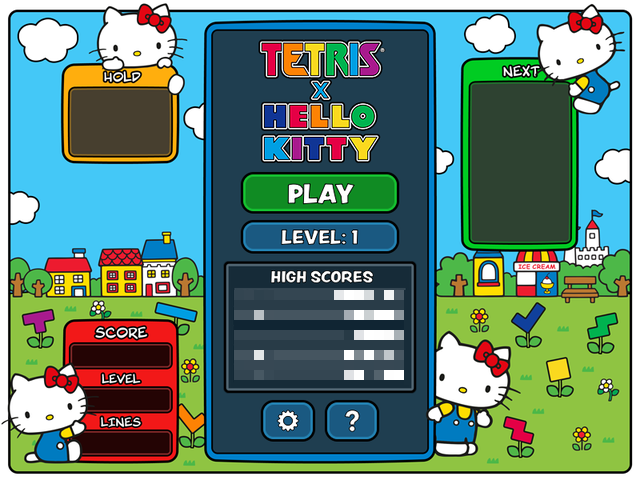 HOLD
TETRIS®
X
HELLO
KITTY
NEXT
PLAY
LEVEL: 1
HIGH SCORES
ICE CREAM
SCORE
LEVEL
LINES
?